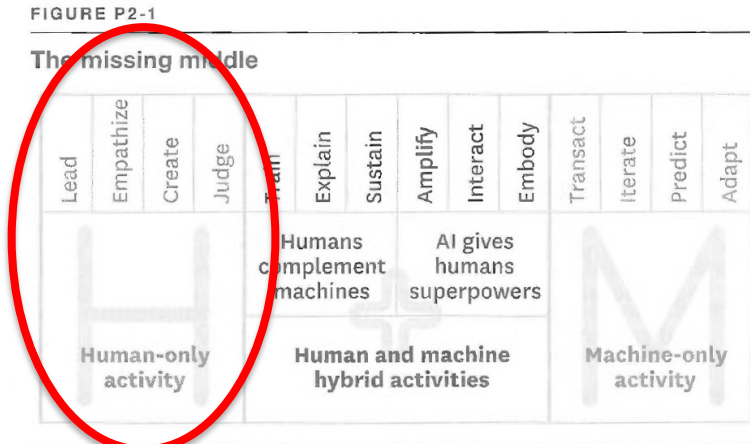 FIGURE P2-1
The missing middle
Lead
Empathize
Create
Judge
Train
Explain
Sustain
Amplify
Interact
Embody
Transact
Iterate
Predict
Adapt
Humans
complement
machines
AI gives
humans
superpowers
H
M
Human-only
activity
Human and machine
hybrid activities
Machine-only
activity